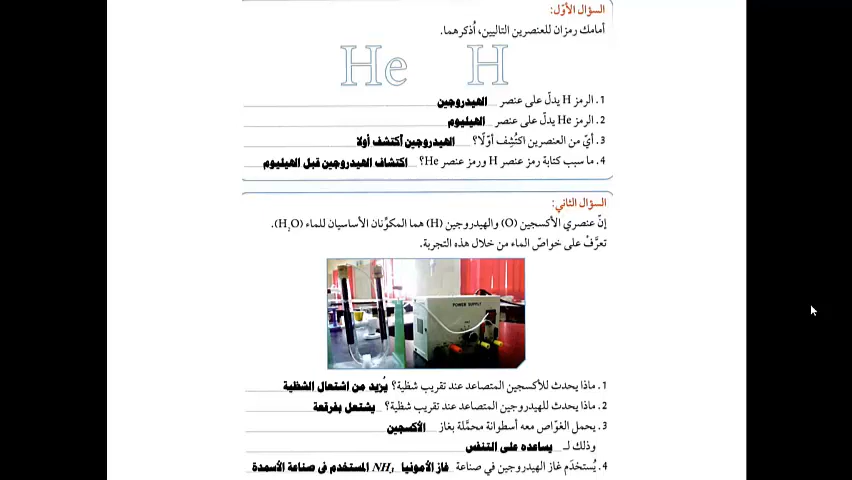 السؤال الأوّل:
أمامك رمزان للعنصرين التاليين، أذكرهما.
H He
1. الرمز H يدلّ على عنصر الهيدروجين
2. الرمز He يدلّ على عنصر الهيليوم
3. أيّ من العنصرين اكتُشِف أوّلًا؟ الهيدروجين أكتشف أولا
4. ما سبب كتابة رمز عنصر H ورمز عنصر He؟ اكتشاف الهيدروجين قبل الهيليوم
السؤال الثاني:
إنّ عنصري الأكسجين (O) والهيدروجين (H) هما المكوّنان الأساسيان للماء (H₂O).
تعرَّفْ على خواصّ الماء من خلال هذه التجربة.
POWER SUPPLY
1. ماذا يحدث للأكسجين المتصاعد عند تقريب شظية؟ يُزيد من اشتعال الشظية
2. ماذا يحدث للهيدروجين المتصاعد عند تقريب شظية؟ يشتعل بفرقعة
3. يحمل الغوّاص معه أسطوانة محمَّلة بغاز الأكسجين
وذلك لـ يساعده على التنفس
4. يُستخدَم غاز الهيدروجين في صناعة غاز الأمونيا NH₃ المستخدم في صناعة الأسمدة